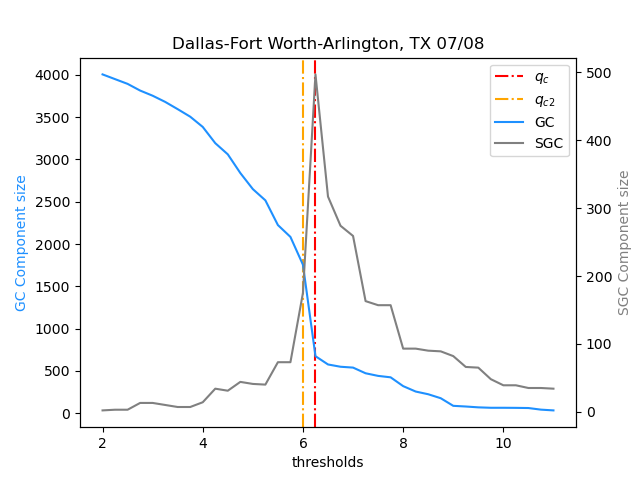 Dallas-Fort Worth-Arlington, TX 07/08
GC Component size
4000
3500
3000
2500
2000
1500
1000
500
0
500
400
300
200
100
0
SGC Component size
q_c
q_c2
GC
SGC
2 4 6 8 10
thresholds